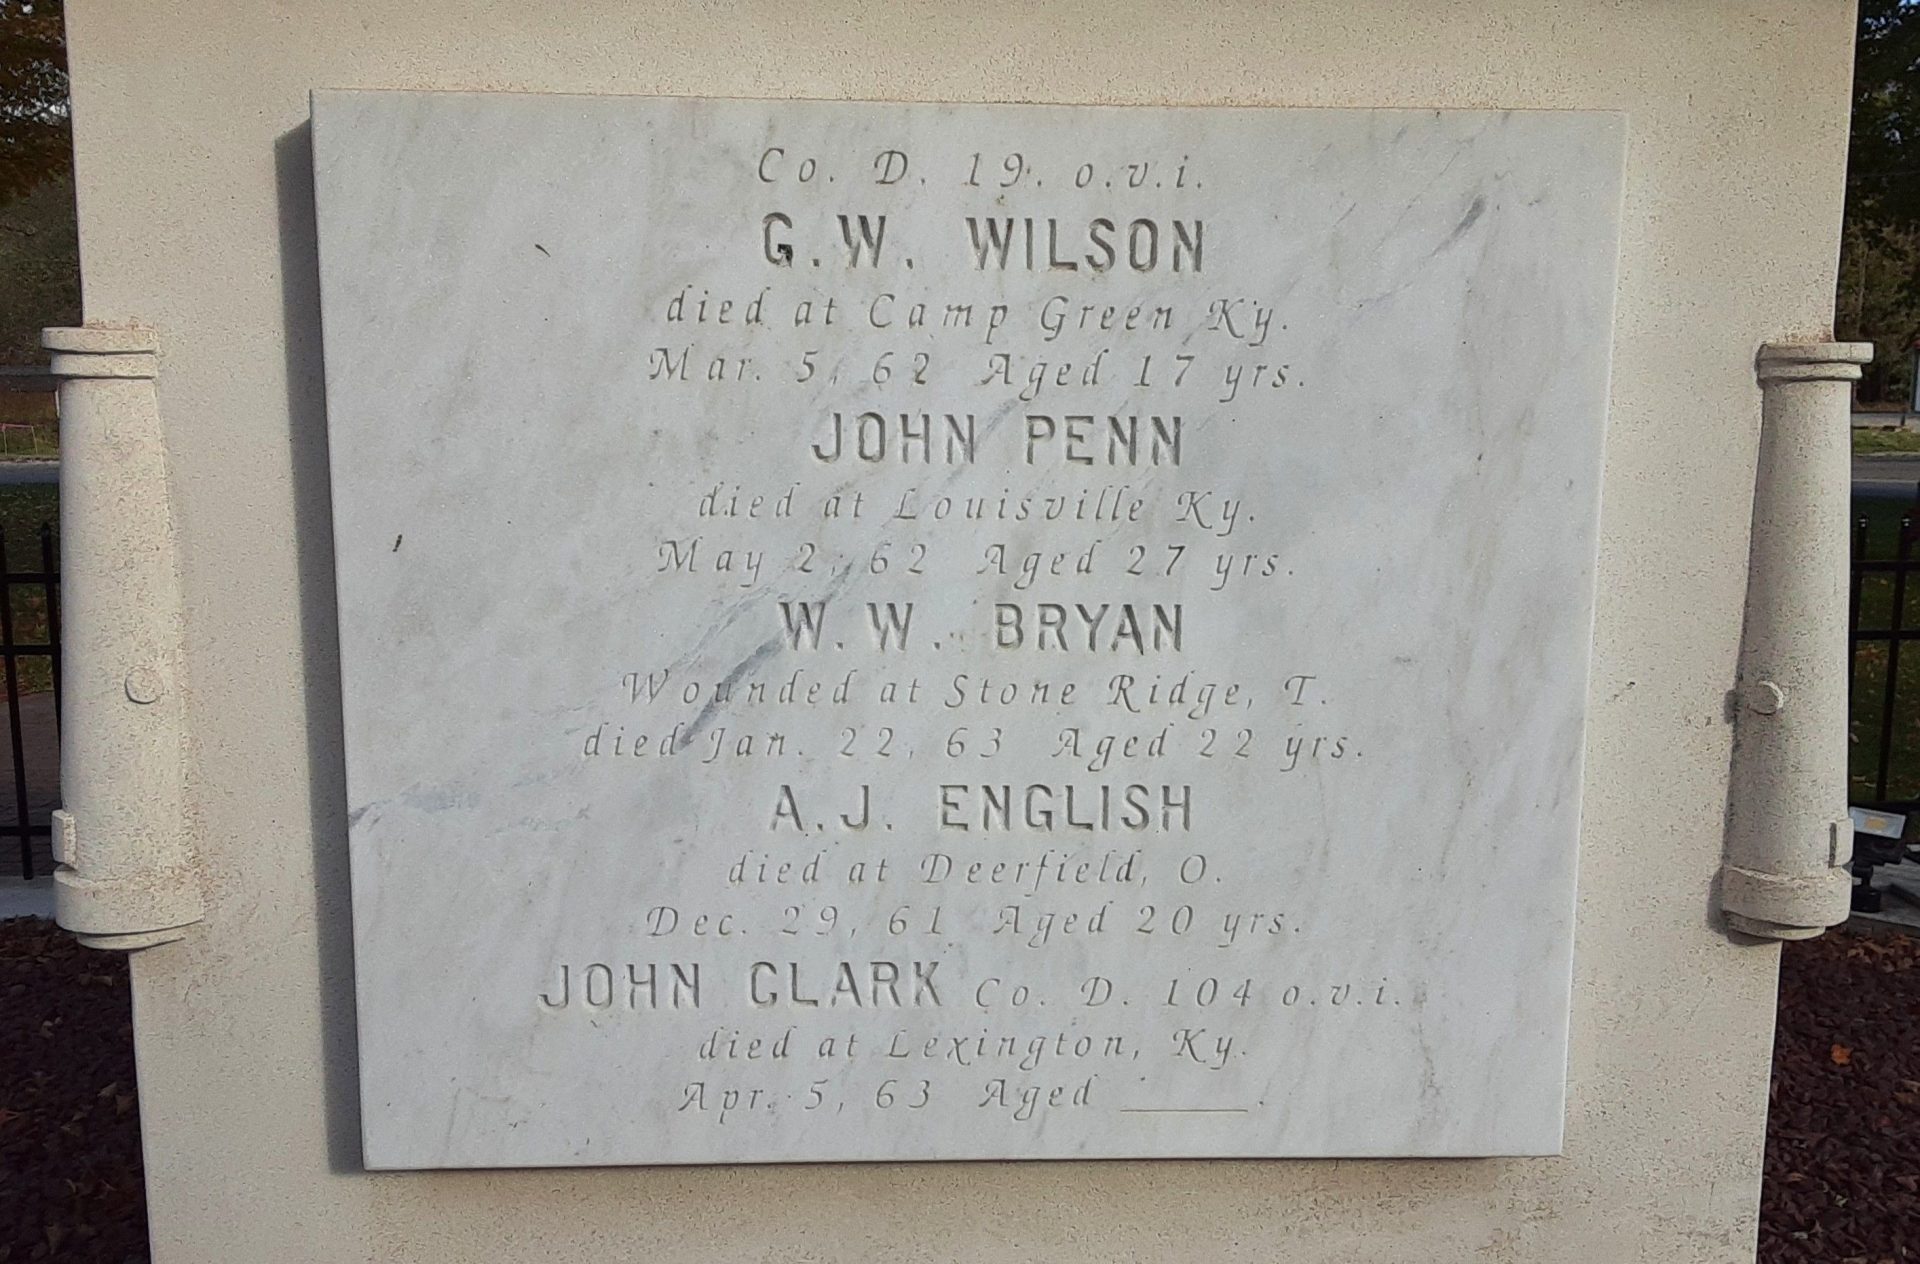 Co. D. 19. o.v.i.
G.W. WILSON
died at Camp Green Ky.
Mar. 5, 62 Aged 17 yrs.
JOHN PENN
died at Louisville Ky.
May 2, 62 Aged 27 yrs.
W.W. BRYAN
Wounded at Stone Ridge, T.
died Jan. 22, 63 Aged 22 yrs.
A.J. ENGLISH
died at Deerfield, O.
Dec. 29, 61 Aged 20 yrs.
JOHN CLARK Co. D. 104 o.v.i.
died at Lexington, Ky.
Apr. 5, 63 Aged ______.